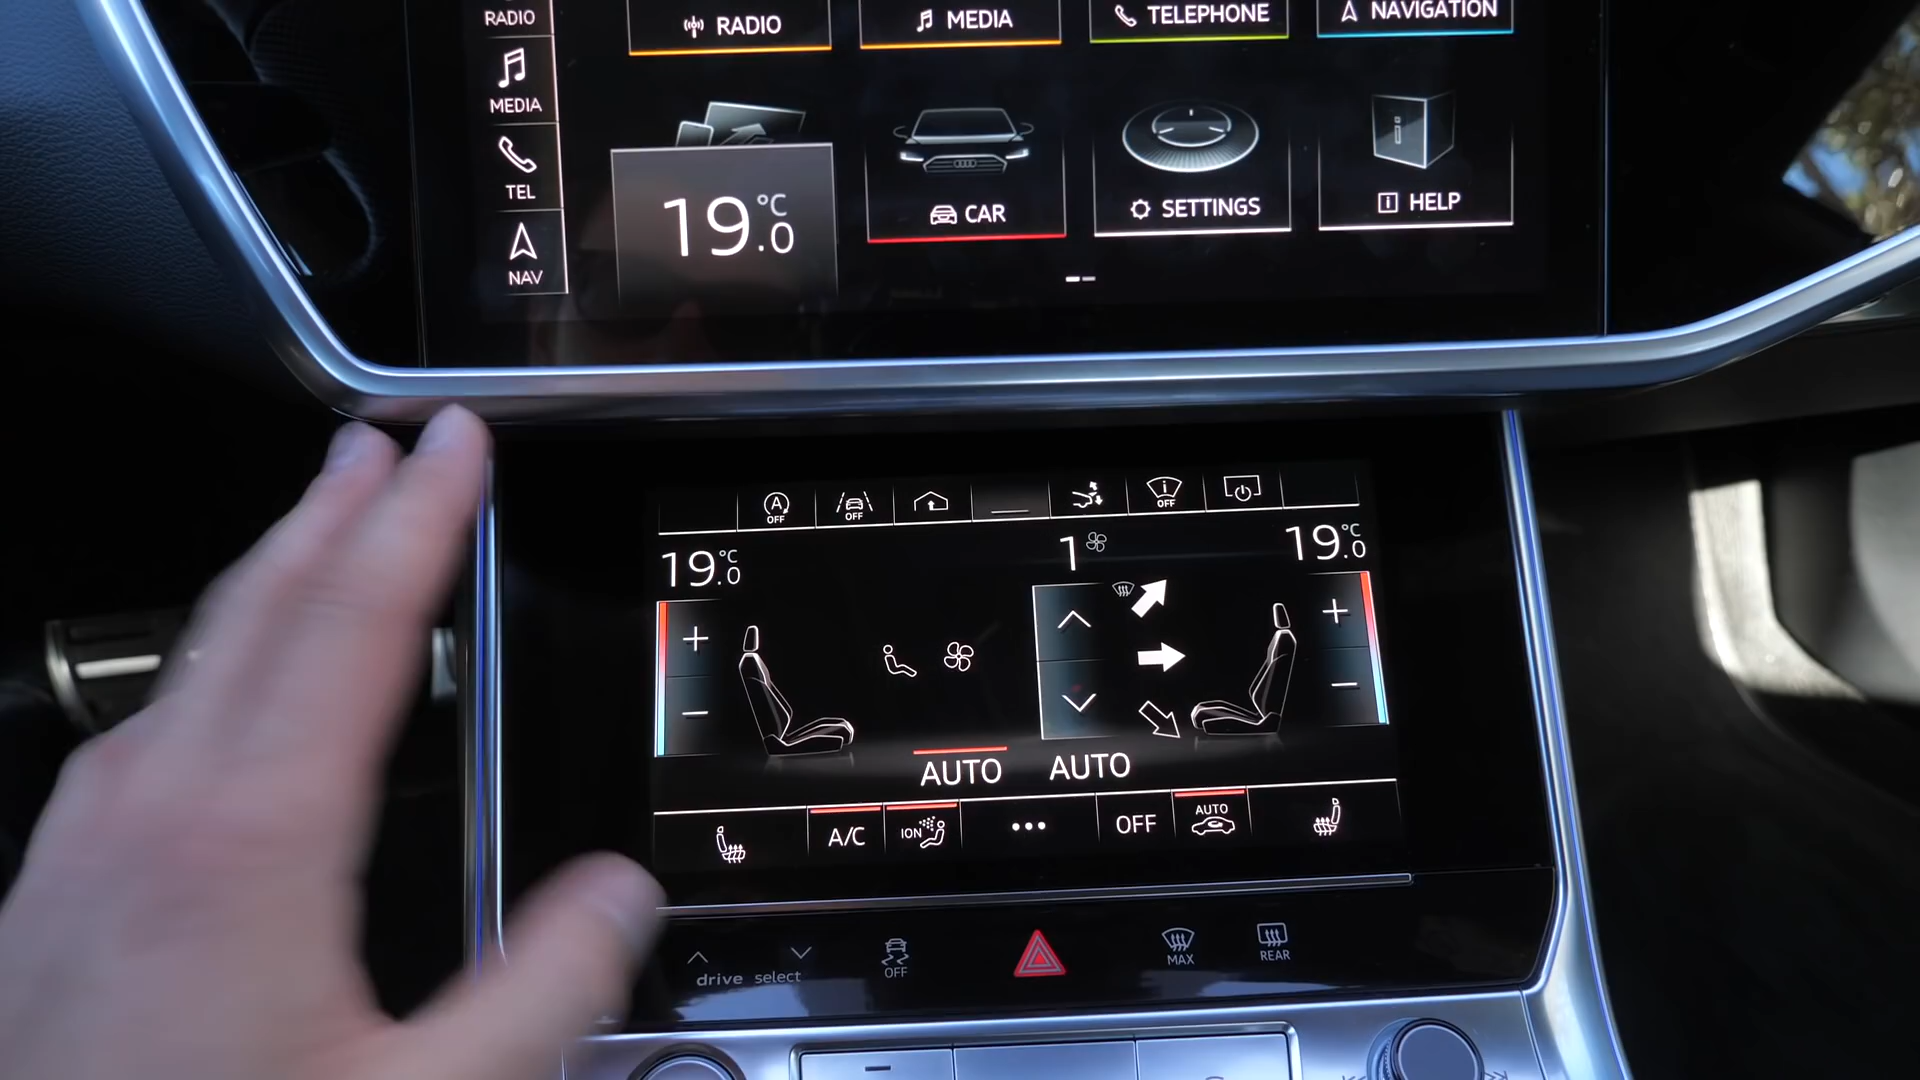 RADIO
MEDIA
TEL
NAV
RADIO
MEDIA
TELEPHONE
NAVIGATION
19.0 °C
CAR
SETTINGS
HELP
A OFF
OFF
OFF
19.0 °C
1
19.0 °C
AUTO
AUTO
A/C
ION
OFF
AUTO
drive select
OFF
MAX
REAR